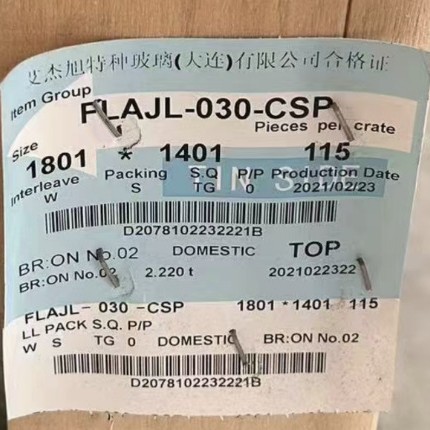 艾杰旭特种玻璃(大连)有限公司合格证
Item Group
FLAJL-030-CSP
Pieces per crate
Size
1801 * 1401 115
Interleave Packing S.Q P/P Production Date
W S TG 0 2021/02/23
D2078102232221B
BR:ON No.02 DOMESTIC TOP
BR:ON No.02 2.220 t 2021022322
FLAJL- 030 -CSP 1801 * 1401 115
LL PACK S.Q. P/P
W S TG 0 DOMESTIC BR:ON No.02
D2078102232221B